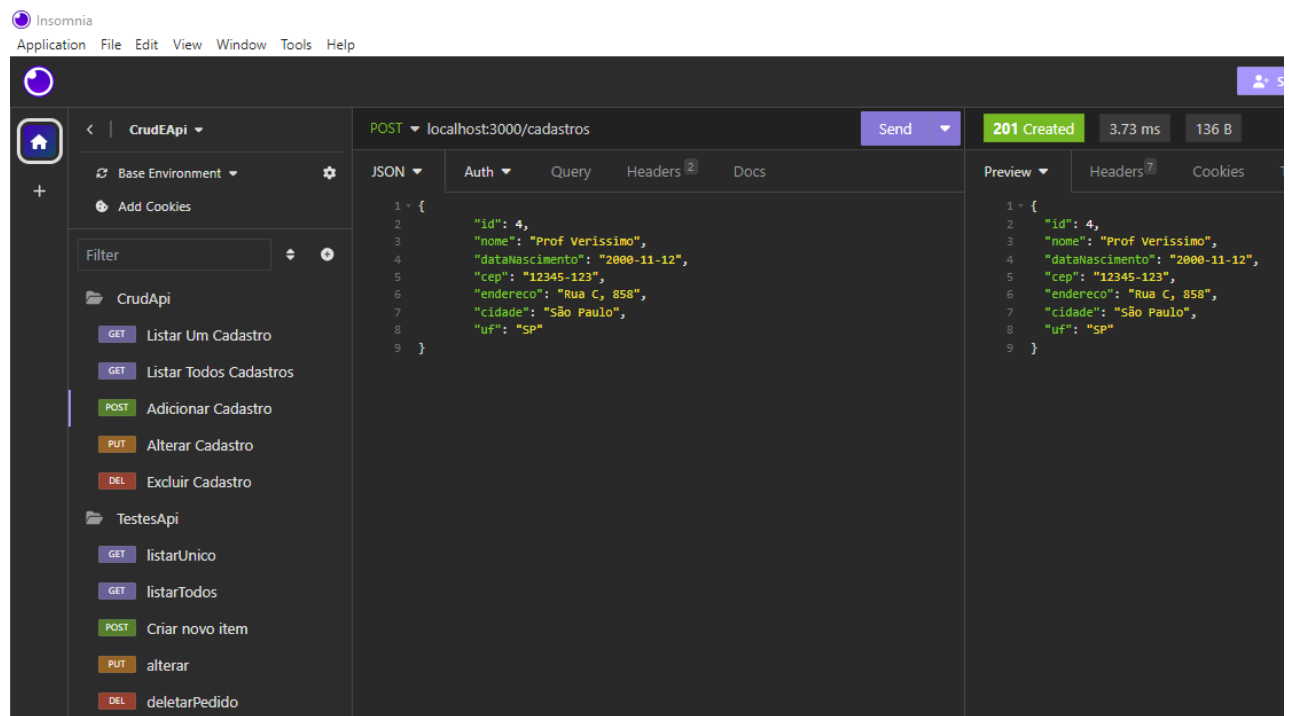 Insomnia
Application File Edit View Window Tools Help
CrudEApi
Base Environment
Add Cookies
Filter
CrudApi
GET Listar Um Cadastro
GET Listar Todos Cadastros
POST Adicionar Cadastro
PUT Alterar Cadastro
DEL Excluir Cadastro
TestesApi
GET listarUnico
GET listarTodos
POST Criar novo item
PUT alterar
DEL deletarPedido
POST localhost:3000/cadastros Send
JSON Auth Query Headers 2 Docs
1 {
2 "id": 4,
3 "nome": "Prof Verissimo",
4 "dataNascimento": "2000-11-12",
5 "cep": "12345-123",
6 "endereco": "Rua C, 858",
7 "cidade": "São Paulo",
8 "uf": "SP"
9 }
201 Created 3.73 ms 136 B
Preview Headers 7 Cookies
1 {
2 "id": 4,
3 "nome": "Prof Verissimo",
4 "dataNascimento": "2000-11-12",
5 "cep": "12345-123",
6 "endereco": "Rua C, 858",
7 "cidade": "São Paulo",
8 "uf": "SP"
9 }